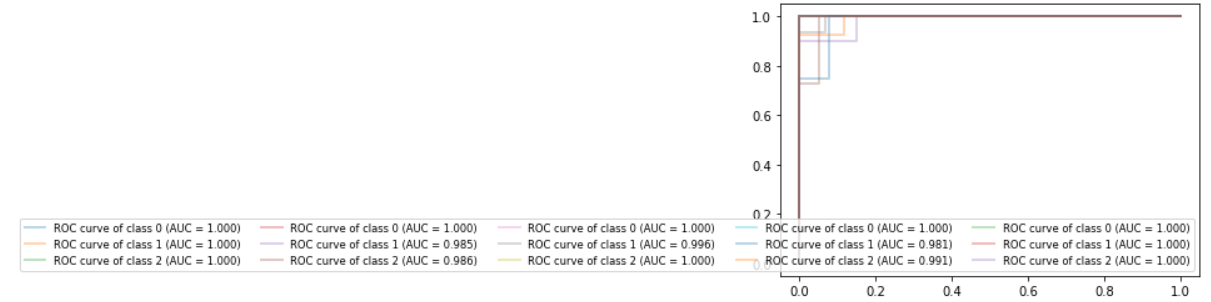 1.0
0.8
0.6
0.4
0.2
ROC curve of class 0 (AUC = 1.000) ROC curve of class 0 (AUC = 1.000) ROC curve of class 0 (AUC = 1.000) ROC curve of class 0 (AUC = 1.000) ROC curve of class 0 (AUC = 1.000)
ROC curve of class 1 (AUC = 1.000) ROC curve of class 1 (AUC = 0.985) ROC curve of class 1 (AUC = 0.996) ROC curve of class 1 (AUC = 0.981) ROC curve of class 1 (AUC = 1.000)
ROC curve of class 2 (AUC = 1.000) ROC curve of class 2 (AUC = 0.986) ROC curve of class 2 (AUC = 1.000) ROC curve of class 2 (AUC = 0.991) ROC curve of class 2 (AUC = 1.000)
0.0
0.0 0.2 0.4 0.6 0.8 1.0